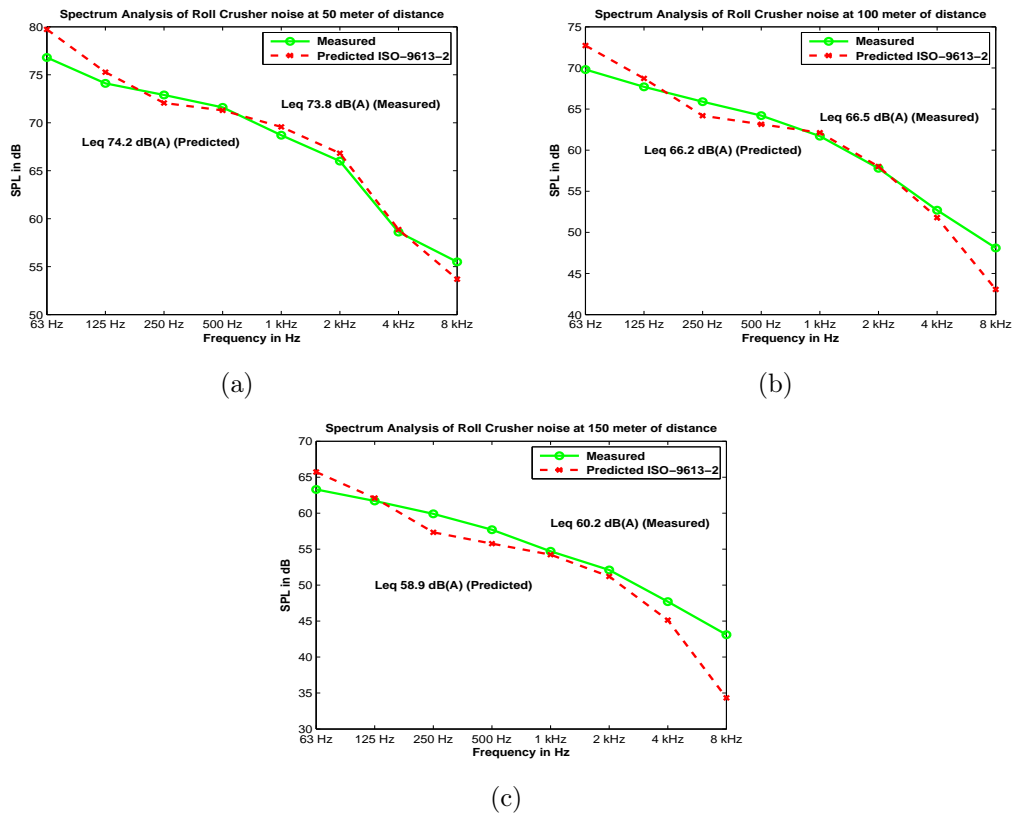 Spectrum Analysis of Roll Crusher noise at 50 meter of distance
80
75
70
65
60
55
50
SPL in dB
Measured
Predicted ISO−9613−2
Leq 73.8 dB(A) (Measured)
Leq 74.2 dB(A) (Predicted)
63 Hz 125 Hz 250 Hz 500 Hz 1 kHz 2 kHz 4 kHz 8 kHz
Frequency in Hz
(a)
Spectrum Analysis of Roll Crusher noise at 100 meter of distance
75
70
65
60
55
50
45
40
SPL in dB
Measured
Predicted ISO−9613−2
Leq 66.5 dB(A) (Measured)
Leq 66.2 dB(A) (Predicted)
63 Hz 125 Hz 250 Hz 500 Hz 1 kHz 2 kHz 4 kHz 8 kHz
Frequency in Hz
(b)
Spectrum Analysis of Roll Crusher noise at 150 meter of distance
70
65
60
55
50
45
40
35
30
SPL in dB
Measured
Predicted ISO−9613−2
Leq 60.2 dB(A) (Measured)
Leq 58.9 dB(A) (Predicted)
63 Hz 125 Hz 250 Hz 500 Hz 1 kHz 2 kHz 4 kHz 8 kHz
Frequency in Hz
(c)